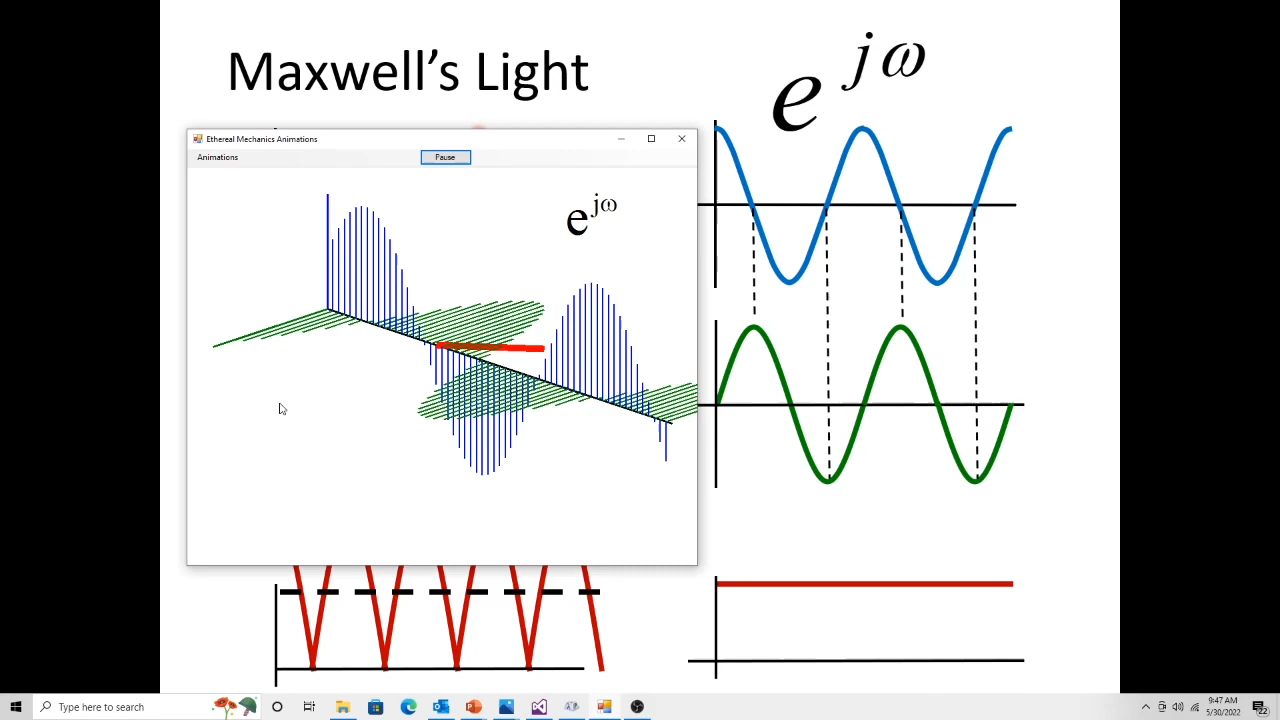 Maxwell’s Light
e^{jω}
Ethereal Mechanics Animations
Animations
Pause
e^{jω}
Type here to search
9:47 AM
5/30/2022
22